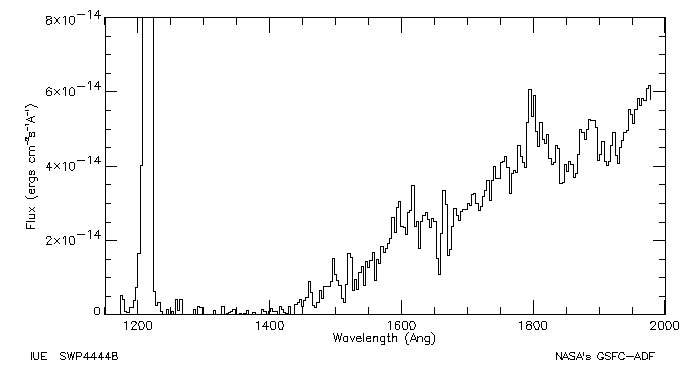 8×10⁻¹⁴
6×10⁻¹⁴
4×10⁻¹⁴
2×10⁻¹⁴
0
Flux (ergs cm⁻²s⁻¹A⁻¹)
1200 1400 1600 1800 2000
Wavelength (Ang)
IUE SWP44448 NASA's GSFC-ADF